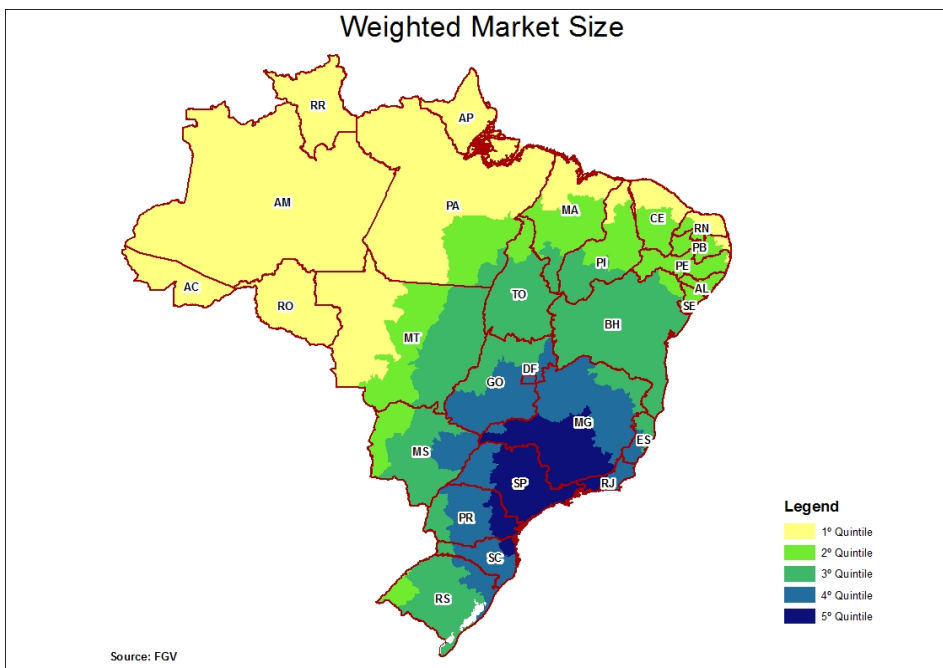 Weighted Market Size
RR
AP
AM
PA
MA
CE
RN
PB
PI
PE
AL
SE
AC
RO
TO
BH
MT
DF
GO
MG
ES
MS
SP
RJ
PR
SC
RS
Legend
1º Quintile
2º Quintile
3º Quintile
4º Quintile
5º Quintile
Source: FGV